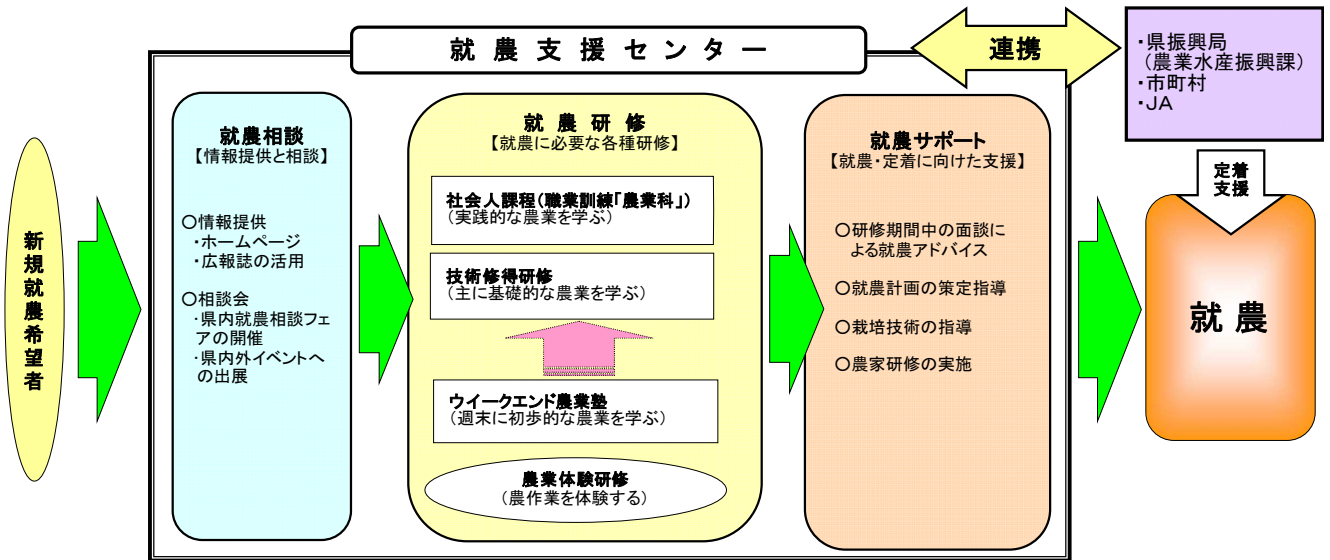 就農支援センター
連携
・県振興局
(農業水産振興課)
・市町村
・JA
新規就農希望者
就農相談
【情報提供と相談】
〇情報提供
・ホームページ
・広報誌の活用
〇相談会
・県内就農相談フェ
アの開催
・県内外イベントへ
の出展
就農研修
【就農に必要な各種研修】
社会人課程(職業訓練「農業科」)
(実践的な農業を学ぶ)
技術修得研修
(主に基礎的な農業を学ぶ)
ウイークエンド農業塾
(週末に初歩的な農業を学ぶ)
農業体験研修
(農作業を体験する)
就農サポート
【就農・定着に向けた支援】
〇研修期間中の面談に
よる就農アドバイス
〇就農計画の策定指導
〇栽培技術の指導
〇農家研修の実施
定着
支援
就農